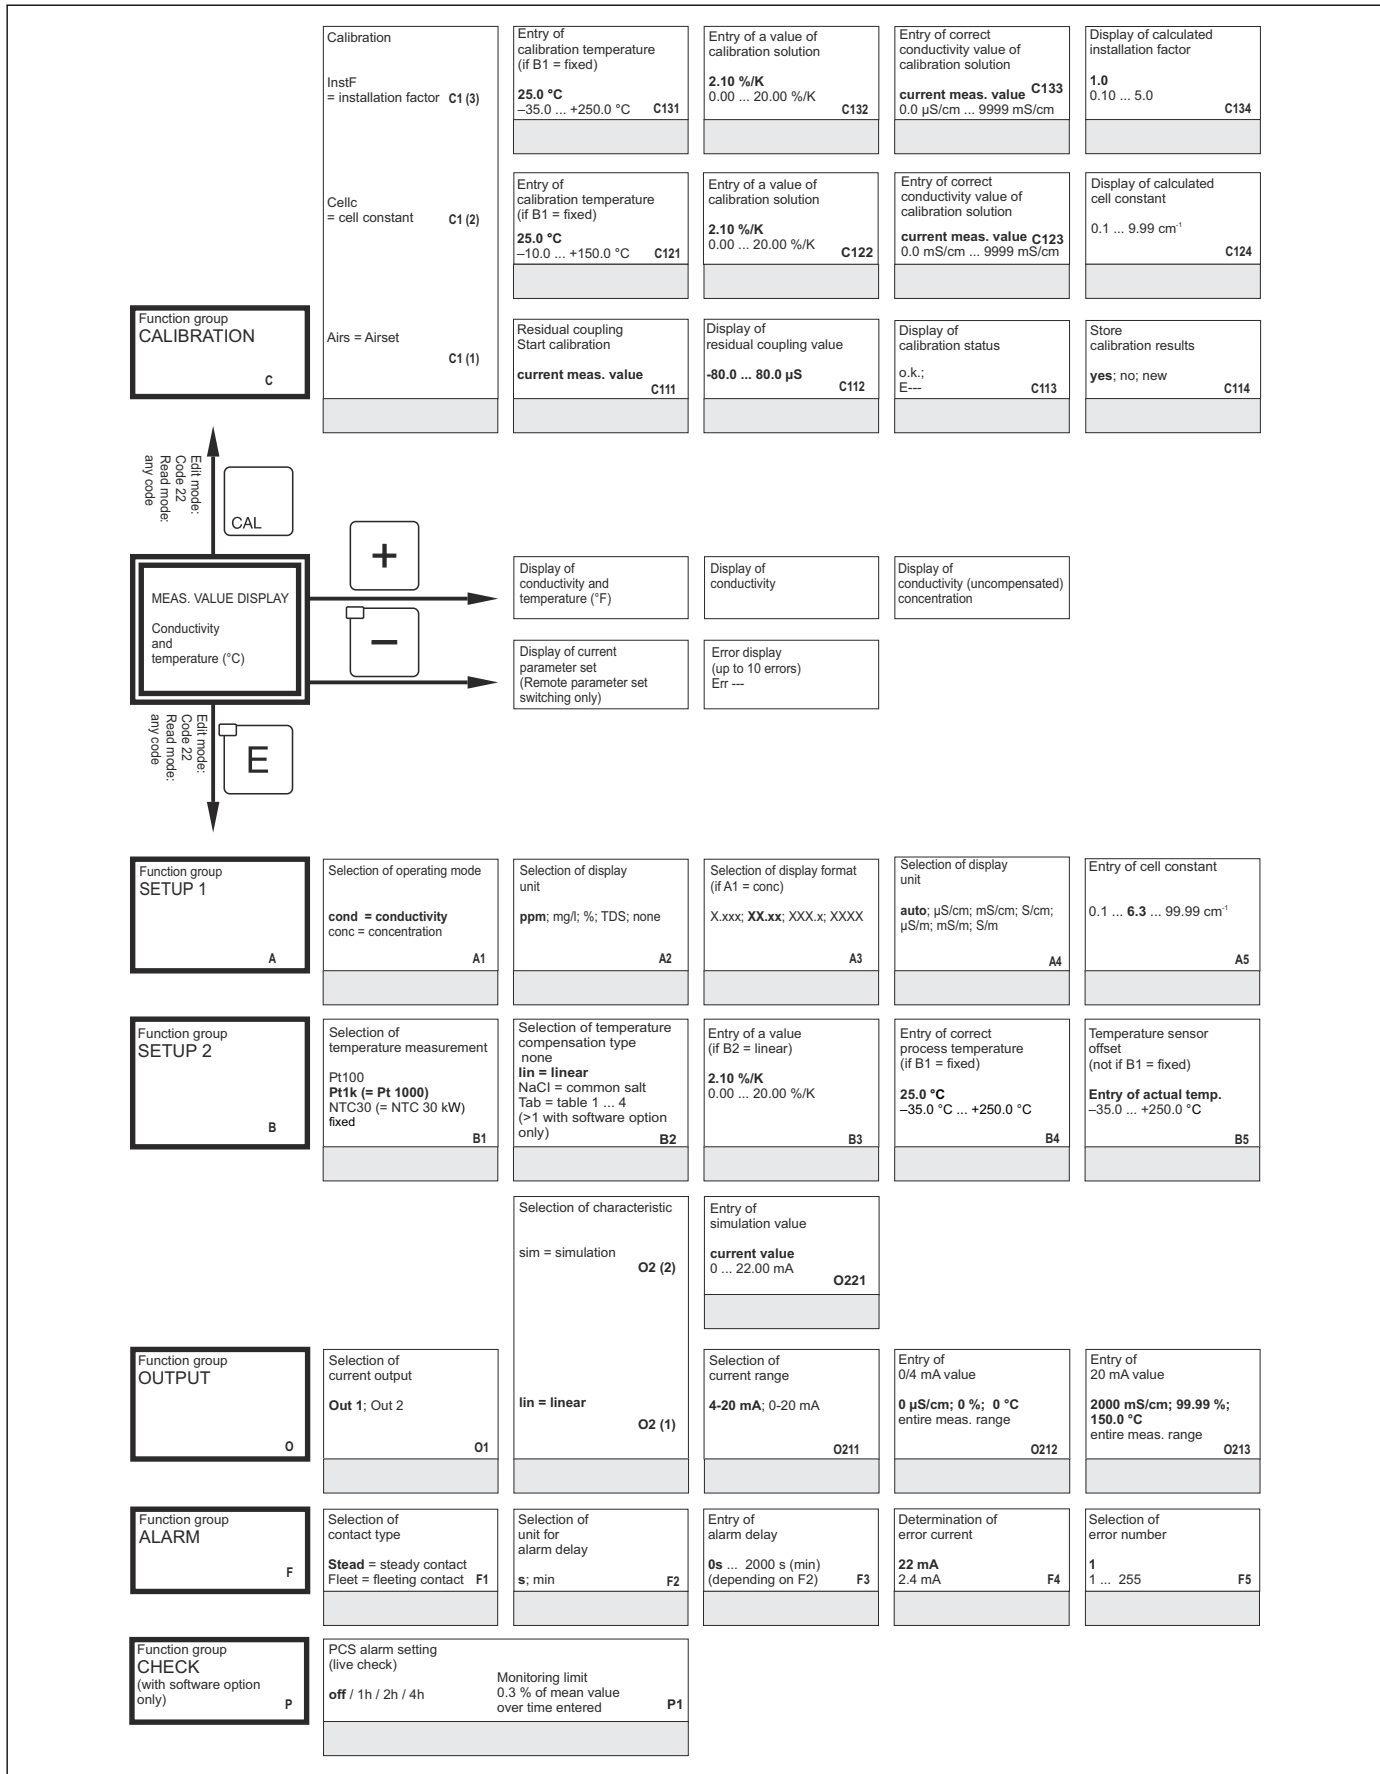 Calibration
InstF
= installation factor C1 (3)
Entry of
calibration temperature
(if B1 = fixed)
25.0 °C
–35.0 ... +250.0 °C C131
Entry of a value of
calibration solution
2.10 %/K
0.00 ... 20.00 %/K
C132
Entry of correct
conductivity value of
calibration solution
current meas. value C133
0.0 µS/cm ... 9999 mS/cm
Display of calculated
installation factor
1.0
0.10 ... 5.0
C134
Cellc
= cell constant C1 (2)
Entry of
calibration temperature
(if B1 = fixed)
25.0 °C
–10.0 ... +150.0 °C C121
Entry of a value of
calibration solution
2.10 %/K
0.00 ... 20.00 %/K C122
Entry of correct
conductivity value of
calibration solution
current meas. value C123
0.0 mS/cm ... 9999 mS/cm
Display of calculated
cell constant
0.1 ... 9.99 cm⁻¹
C124
Function group
CALIBRATION
C
Airs = Airset
C1 (1)
Residual coupling
Start calibration
current meas. value
C111
Display of
residual coupling value
-80.0 ... 80.0 µS
C112
Display of
calibration status
o.k.;
E---
C113
Store
calibration results
yes; no; new
C114
Edit mode:
Code 22
Read mode:
any code
CAL
+
MEAS. VALUE DISPLAY
Conductivity
and
temperature (°C)
Display of
conductivity and
temperature (°F)
Display of
conductivity
Display of
conductivity (uncompensated)
concentration
–
Display of current
parameter set
(Remote parameter set
switching only)
Error display
(up to 10 errors)
Err ---
Edit mode:
Code 22
Read mode:
any code
E
Function group
SETUP 1
A
Selection of operating mode
cond = conductivity
conc = concentration
A1
Selection of display
unit
ppm; mg/l; %; TDS; none
A2
Selection of display format
(if A1 = conc)
X.xxx; XX.xx; XXX.x; XXXX
A3
Selection of display
unit
auto; µS/cm; mS/cm; S/cm;
µS/m; mS/m; S/m
A4
Entry of cell constant
0.1 ... 6.3 ... 99.99 cm⁻¹
A5
Function group
SETUP 2
B
Selection of
temperature measurement
Pt100
Pt1k (= Pt 1000)
NTC30 (= NTC 30 kW)
fixed
B1
Selection of temperature
compensation type
none
lin = linear
NaCl = common salt
Tab = table 1 ... 4
(>1 with software option
only)
B2
Entry of a value
(if B2 = linear)
2.10 %/K
0.00 ... 20.00 %/K
B3
Entry of correct
process temperature
(if B1 = fixed)
25.0 °C
–35.0 °C ... +250.0 °C
B4
Temperature sensor
offset
(not if B1 = fixed)
Entry of actual temp.
–35.0 ... +250.0 °C
B5
Selection of characteristic
sim = simulation
O2 (2)
Entry of
simulation value
current value
0 ... 22.00 mA
O221
Function group
OUTPUT
O
Selection of
current output
Out 1; Out 2
O1
lin = linear
O2 (1)
Selection of
current range
4-20 mA; 0-20 mA
O211
Entry of
0/4 mA value
0 µS/cm; 0 %; 0 °C
entire meas. range
O212
Entry of
20 mA value
2000 mS/cm; 99.99 %;
150.0 °C
entire meas. range
O213
Function group
ALARM
F
Selection of
contact type
Stead = steady contact
Fleet = fleeting contact F1
Selection of
unit for
alarm delay
s; min F2
Entry of
alarm delay
0s ... 2000 s (min)
(depending on F2) F3
Determination of
error current
22 mA
2.4 mA F4
Selection of
error number
1
1 ... 255 F5
Function group
CHECK
(with software option
only)
P
PCS alarm setting
(live check)
off / 1h / 2h / 4h
Monitoring limit
0.3 % of mean value
over time entered
P1